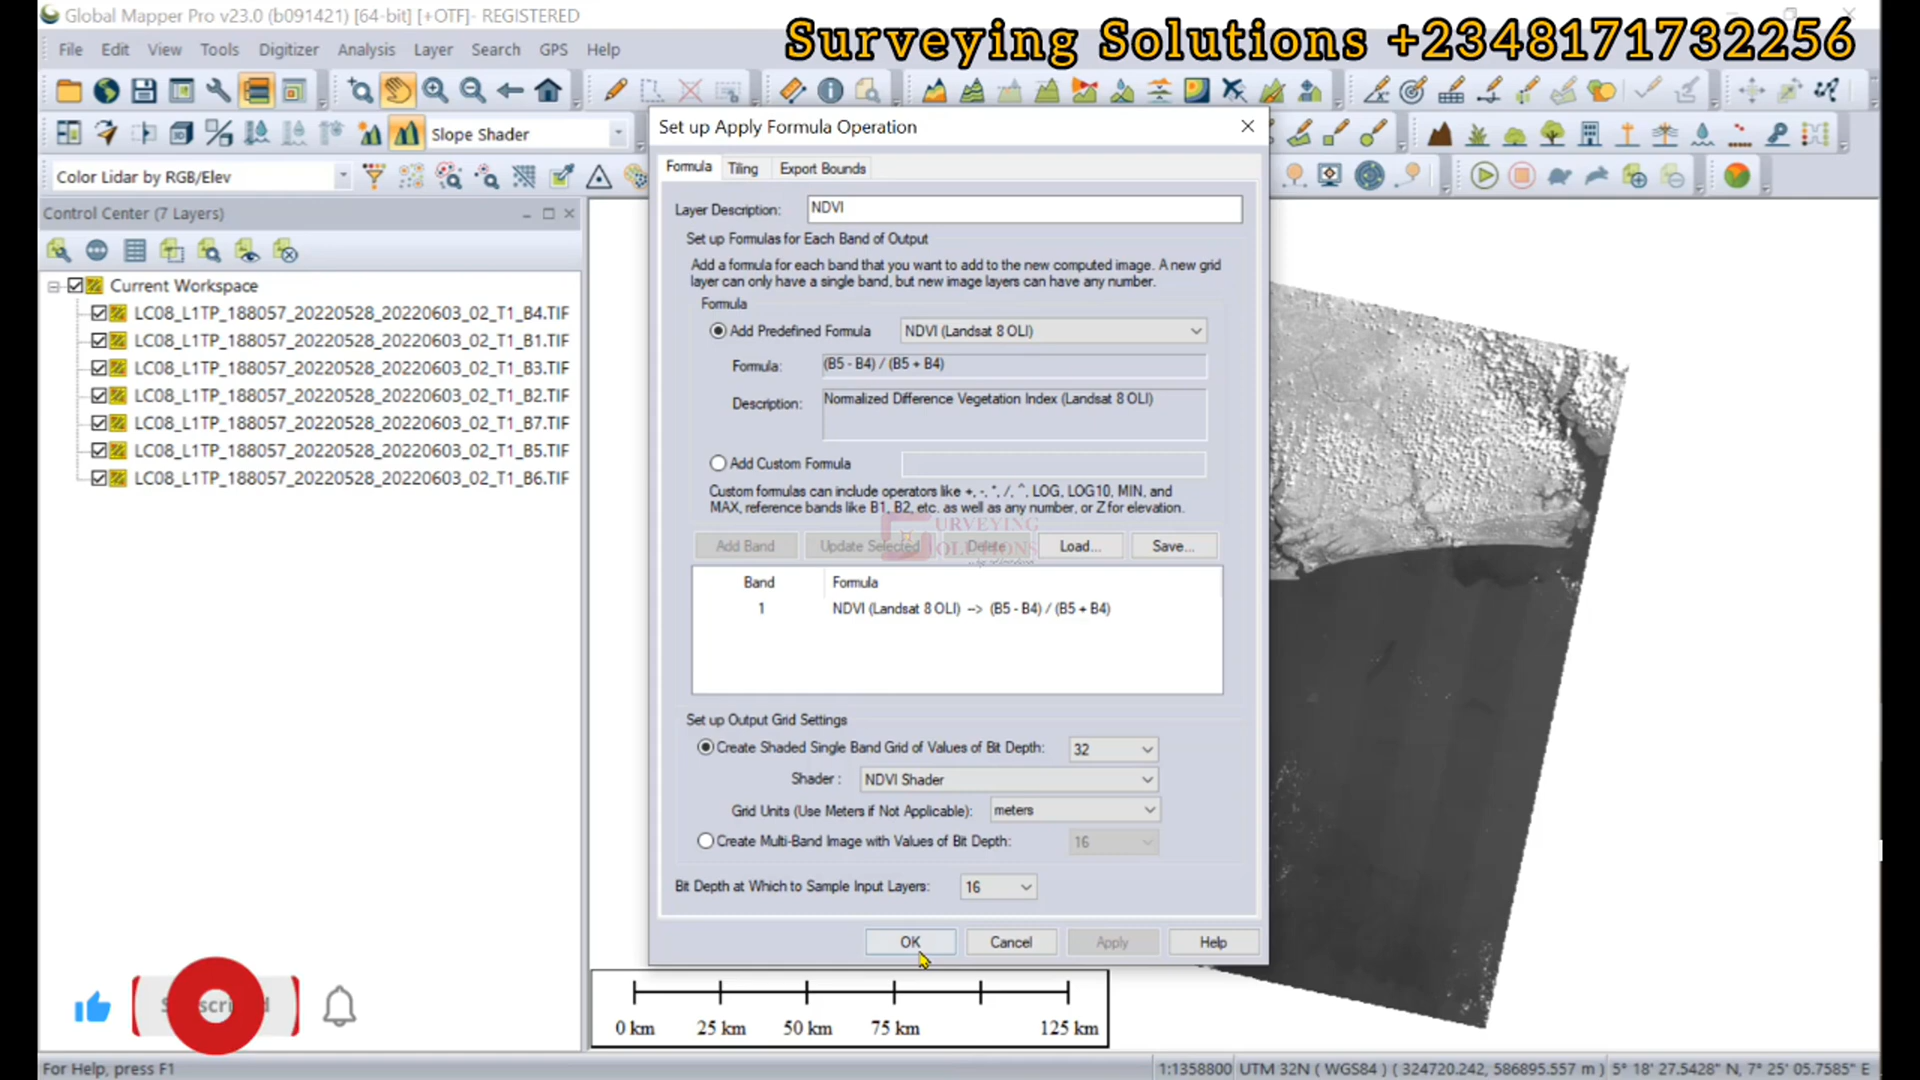 Global Mapper Pro v23.0 (b091421) [64-bit] [+OTF]- REGISTERED
Surveying Solutions +2348171732256
File Edit View Tools Digitizer Analysis Layer Search GPS Help
Slope Shader
Color Lidar by RGB/Elev
Control Center (7 Layers)
Current Workspace
LC08_L1TP_188057_20220528_20220603_02_T1_B4.TIF
LC08_L1TP_188057_20220528_20220603_02_T1_B1.TIF
LC08_L1TP_188057_20220528_20220603_02_T1_B3.TIF
LC08_L1TP_188057_20220528_20220603_02_T1_B2.TIF
LC08_L1TP_188057_20220528_20220603_02_T1_B7.TIF
LC08_L1TP_188057_20220528_20220603_02_T1_B5.TIF
LC08_L1TP_188057_20220528_20220603_02_T1_B6.TIF
Set up Apply Formula Operation
Formula Tiling Export Bounds
Layer Description: NDVI
Set up Formulas for Each Band of Output
Add a formula for each band that you want to add to the new computed image. A new grid
layer can only have a single band, but new image layers can have any number.
Formula
Add Predefined Formula NDVI (Landsat 8 OLI)
Formula: (B5 - B4) / (B5 + B4)
Description: Normalized Difference Vegetation Index (Landsat 8 OLI)
Add Custom Formula
Custom formulas can include operators like +, -, *, /, ^, LOG, LOG10, MIN, and
MAX, reference bands like B1, B2, etc. as well as any number, or Z for elevation.
URVEYING
OLUTIONS
Add Band Update Selected Delete Load... Save...
Band Formula
1 NDVI (Landsat 8 OLI) --> (B5 - B4) / (B5 + B4)
Set up Output Grid Settings
Create Shaded Single Band Grid of Values of Bit Depth: 32
Shader : NDVI Shader
Grid Units (Use Meters if Not Applicable): meters
Create Multi-Band Image with Values of Bit Depth: 16
Bit Depth at Which to Sample Input Layers: 16
OK Cancel Apply Help
0 km 25 km 50 km 75 km 125 km
For Help, press F1
1:1358800 UTM 32N ( WGS84 ) ( 324720.242, 586895.557 m ) 5° 18' 27.5428" N, 7° 25' 05.7585" E